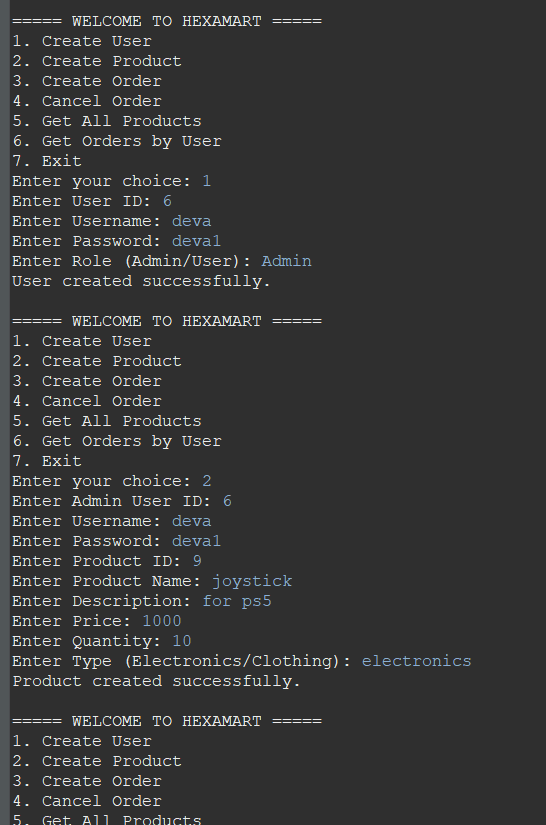 ===== WELCOME TO HEXAMART =====
1. Create User
2. Create Product
3. Create Order
4. Cancel Order
5. Get All Products
6. Get Orders by User
7. Exit
Enter your choice: 1
Enter User ID: 6
Enter Username: deva
Enter Password: deva1
Enter Role (Admin/User): Admin
User created successfully.
===== WELCOME TO HEXAMART =====
1. Create User
2. Create Product
3. Create Order
4. Cancel Order
5. Get All Products
6. Get Orders by User
7. Exit
Enter your choice: 2
Enter Admin User ID: 6
Enter Username: deva
Enter Password: deva1
Enter Product ID: 9
Enter Product Name: joystick
Enter Description: for ps5
Enter Price: 1000
Enter Quantity: 10
Enter Type (Electronics/Clothing): electronics
Product created successfully.
===== WELCOME TO HEXAMART =====
1. Create User
2. Create Product
3. Create Order
4. Cancel Order
5. Get All Products